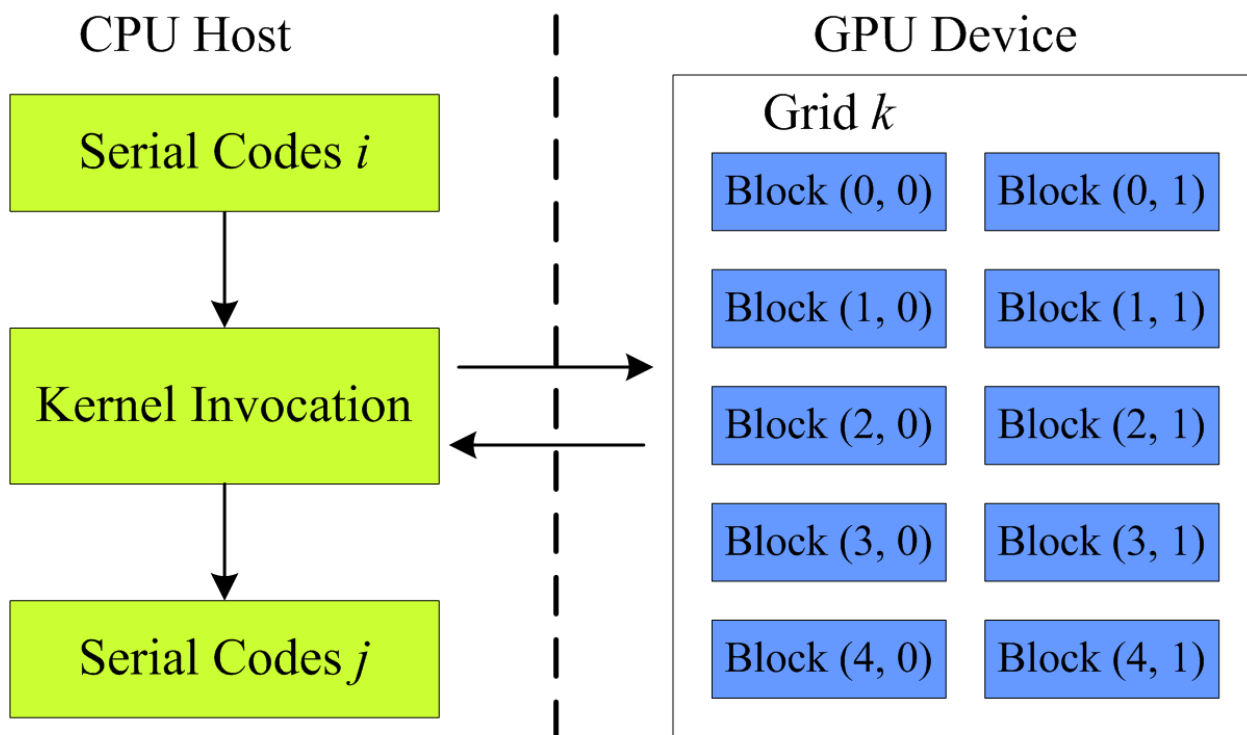 CPU Host
Serial Codes i
Kernel Invocation
Serial Codes j
GPU Device
Grid k
Block (0, 0) Block (0, 1)
Block (1, 0) Block (1, 1)
Block (2, 0) Block (2, 1)
Block (3, 0) Block (3, 1)
Block (4, 0) Block (4, 1)